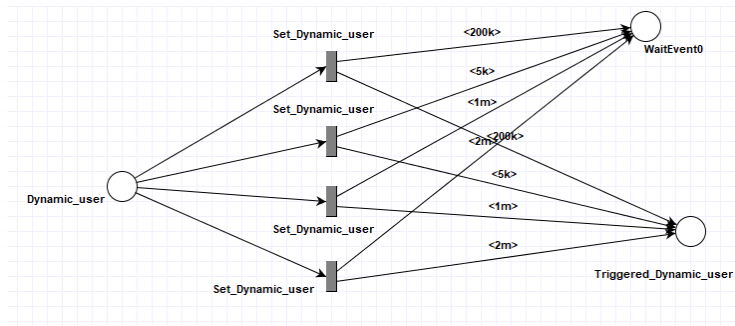 Set_Dynamic_user
<200k>
WaitEvent0
<5k>
Set_Dynamic_user
<1m>
<200k>
<2m>
<5k>
Dynamic_user
<1m>
Set_Dynamic_user
<2m>
Triggered_Dynamic_user
Set_Dynamic_user